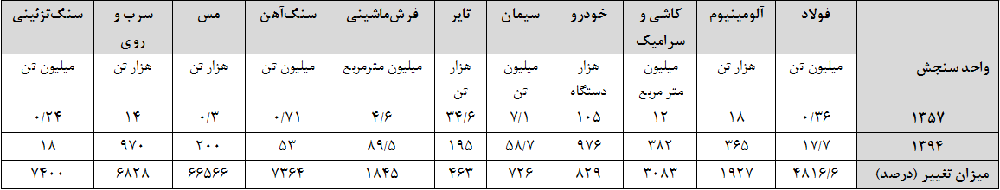 فولاد	آلومینیوم	کاشی و سرامیک	خودرو	سیمان	تایر	فرش‌ماشینی	سنگ‌آهن	مس	سرب و روی	سنگ‌تزئینی
واحد سنجش	میلیون تن	هزار تن	میلیون متر مربع	هزار دستگاه	میلیون تن	هزار تن	میلیون مترمربع	میلیون تن	هزار تن	هزار تن	میلیون تن
۱۳۵۷	۰/۳۶	۱۸	۱۲	۱۰۵	۷/۱	۳۴/۶	۴/۶	۰/۷۱	۰/۳	۱۴	۰/۲۴
۱۳۹۴	۱۷/۷	۳۶۵	۳۸۲	۹۷۶	۵۸/۷	۱۹۵	۸۹/۵	۵۳	۲۰۰	۹۷۰	۱۸
میزان تغییر (درصد)	۴۸۱۶/۶	۱۹۲۷	۳۰۸۳	۸۲۹	۷۲۶	۴۶۳	۱۸۴۵	۷۳۶۴	۶۶۵۶۶	۶۸۲۸	۷۴۰۰